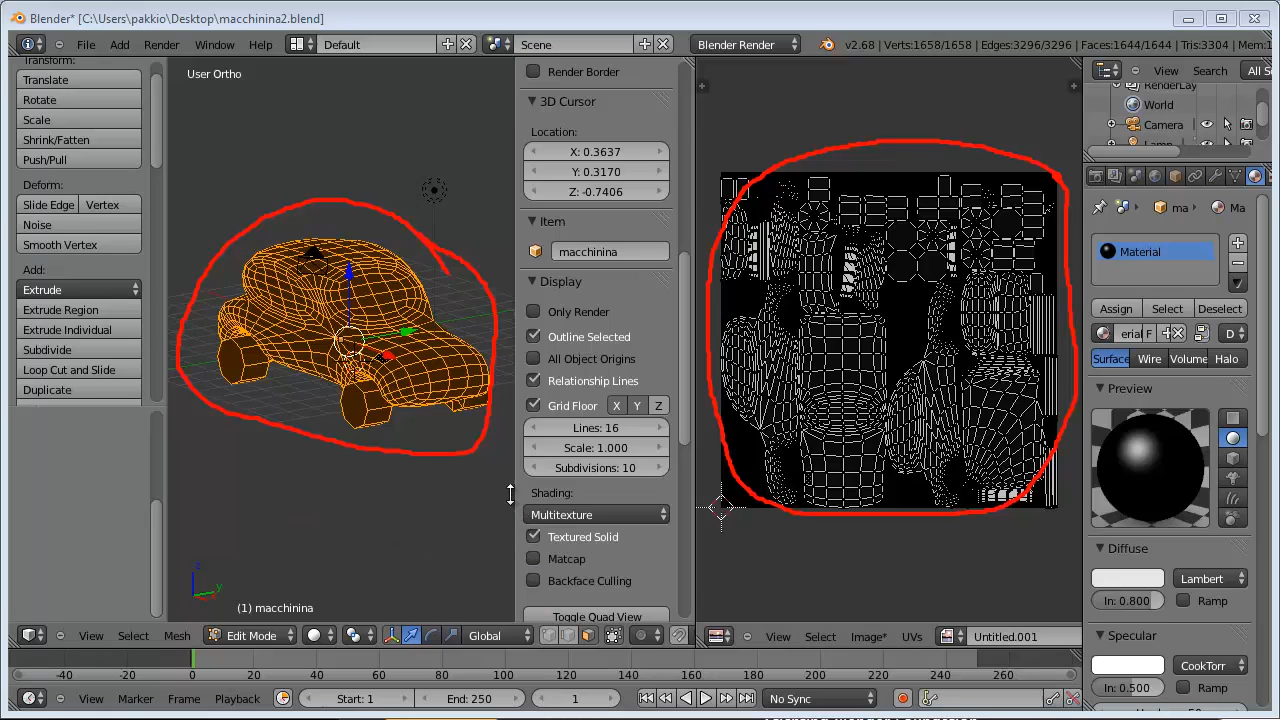 Blender* [C:\Users\pakkio\Desktop\macchinina2.blend]
File Add Render Window Help Default Scene Blender Render v2.68 | Verts:1658/1658 | Edges:3296/3296 | Faces:1644/1644 | Tris:3304 | Mem:1
Transform:
Translate
Rotate
Scale
Shrink/Fatten
Push/Pull
Deform:
Slide Edge Vertex
Noise
Smooth Vertex
Add:
Extrude
Extrude Region
Extrude Individual
Subdivide
Loop Cut and Slide
Duplicate
User Ortho
z
y
(1) macchinina
Render Border
3D Cursor
Location:
X: 0.3637
Y: 0.3170
Z: -0.7406
Item
macchinina
Display
Only Render
Outline Selected
All Object Origins
Relationship Lines
Grid Floor X Y Z
Lines: 16
Scale: 1.000
Subdivisions: 10
Shading:
Multitexture
Textured Solid
Matcap
Backface Culling
Toggle Quad View
View Search All S
RenderLay
World
Camera
Lamp
ma Ma
Material
Assign Select Deselect
erial F D
Surface Wire Volume Halo
Preview
Diffuse
Lambert
In: 0.800 Ramp
Specular
CookTorr
In: 0.500 Ramp
View Select Mesh Edit Mode Global
View Select Image* UVs Untitled.001
-40 -20 0 20 40 60 80 100 120 140 160 180 200 220 240 260
View Marker Frame Playback Start: 1 End: 250 1 No Sync